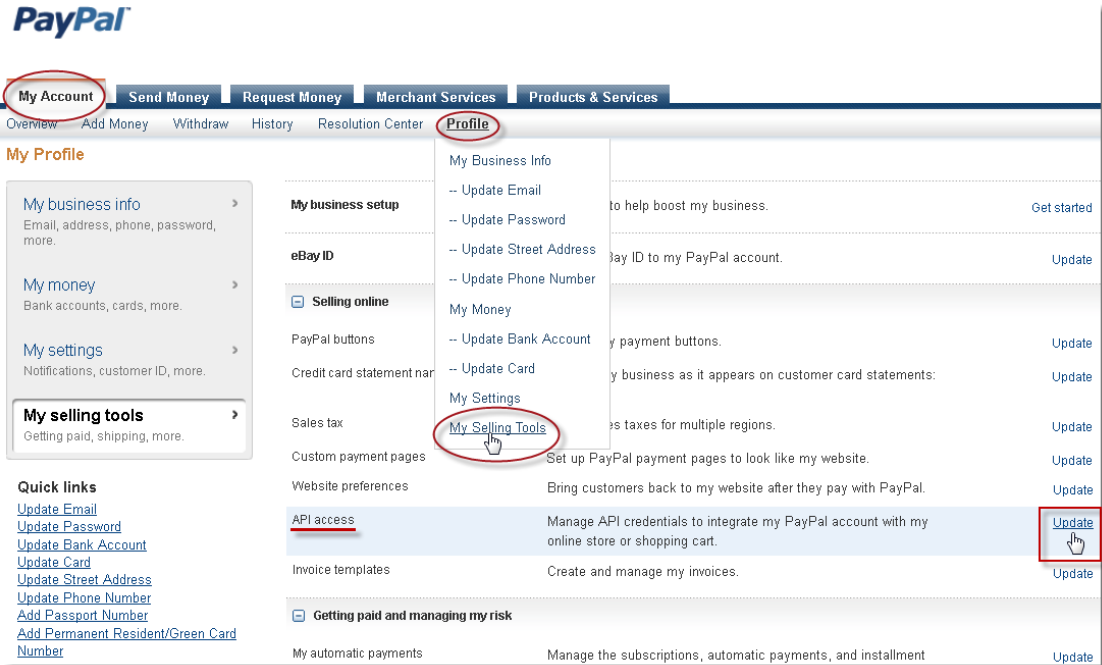 PayPal
My Account Send Money Request Money Merchant Services Products & Services
Overview Add Money Withdraw History Resolution Center Profile
My Profile
My business info
Email, address, phone, password,
more.
My money
Bank accounts, cards, more.
My settings
Notifications, customer ID, more.
My selling tools
Getting paid, shipping, more.
Quick links
Update Email
Update Password
Update Bank Account
Update Card
Update Street Address
Update Phone Number
Add Passport Number
Add Permanent Resident/Green Card
Number
My Business Info
-- Update Email
-- Update Password
-- Update Street Address
-- Update Phone Number
My Money
-- Update Bank Account
-- Update Card
My Settings
My Selling Tools
My business setup to help boost my business. Get started
eBay ID ay ID to my PayPal account. Update
Selling online
PayPal buttons payment buttons. Update
Credit card statement business as it appears on customer card statements: Update
Sales tax taxes for multiple regions. Update
Custom payment pages Set up PayPal payment pages to look like my website. Update
Website preferences Bring customers back to my website after they pay with PayPal. Update
API access Manage API credentials to integrate my PayPal account with my Update
online store or shopping cart.
Invoice templates Create and manage my invoices. Update
Getting paid and managing my risk
My automatic payments Manage the subscriptions, automatic payments, and installment Update